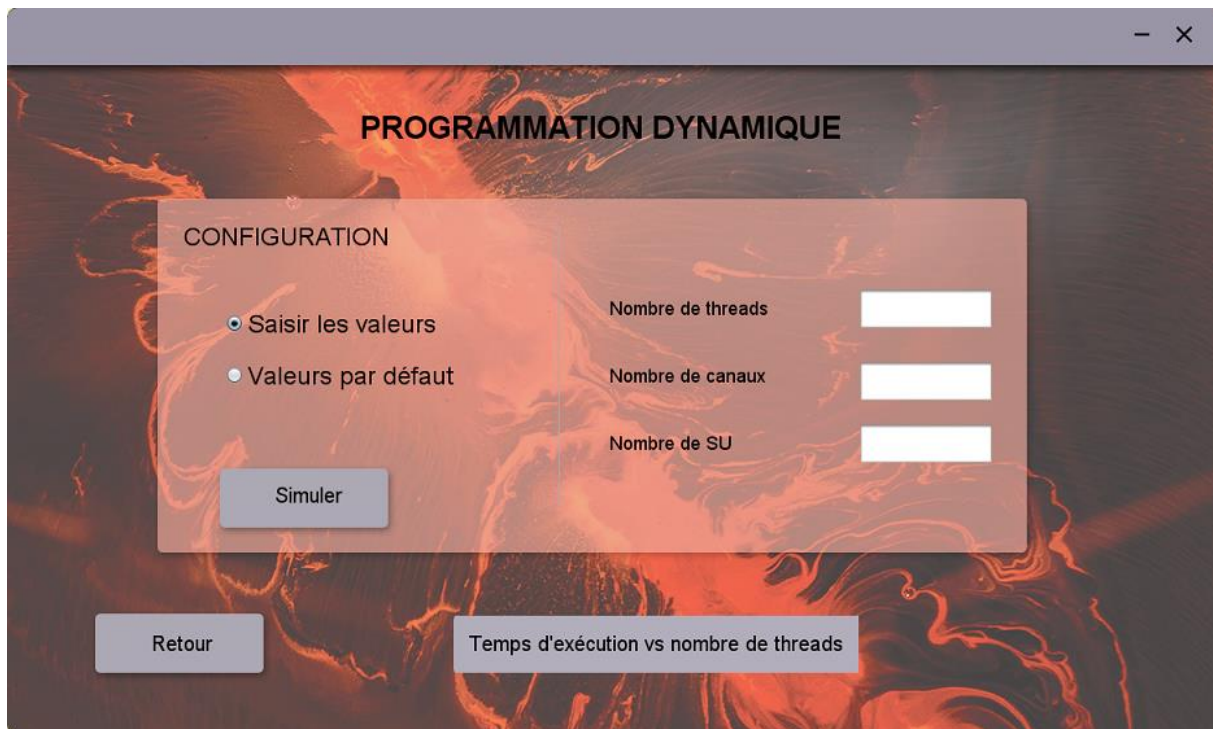 PROGRAMMATION DYNAMIQUE
CONFIGURATION
Saisir les valeurs
Valeurs par défaut
Simuler
Nombre de threads
Nombre de canaux
Nombre de SU
Retour
Temps d'exécution vs nombre de threads